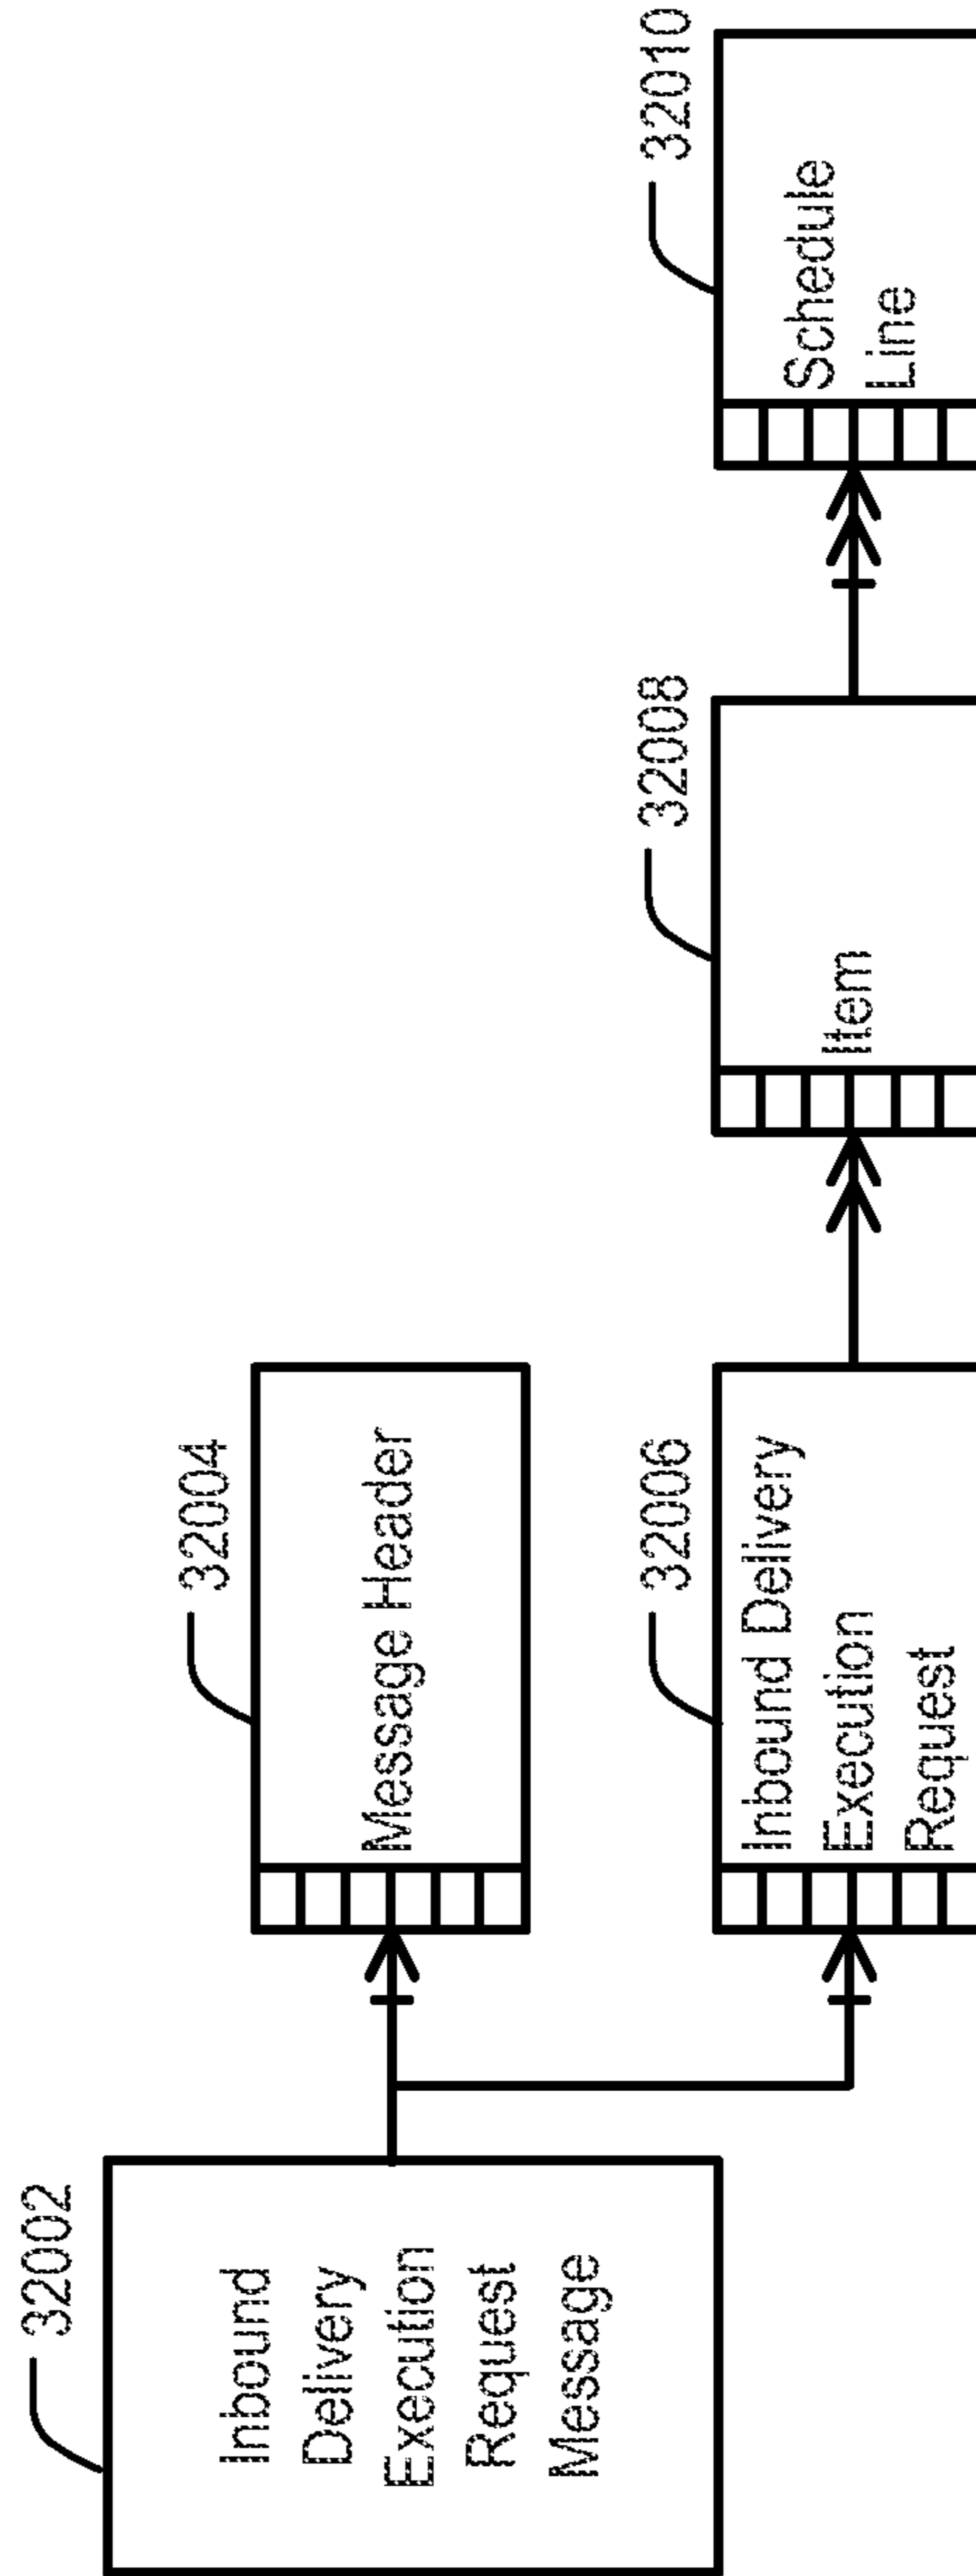 32002
Inbound
Delivery
Execution
Request
Message
32004
Message Header
32006
Inbound Delivery
Execution
Request
32008
Item
32010
Schedule
Line